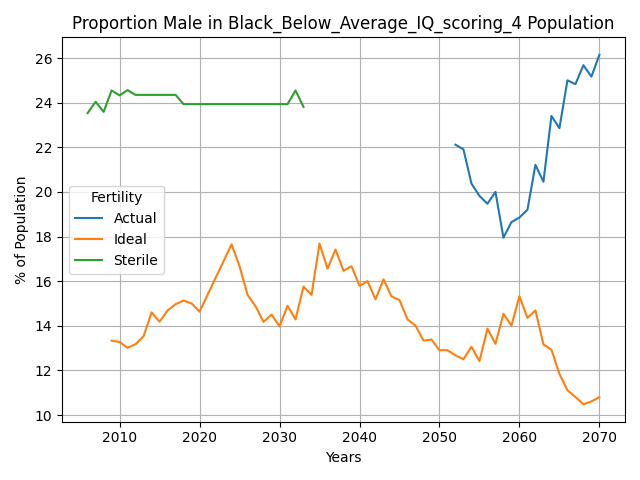 Proportion Male in Black_Below_Average_IQ_scoring_4 Population
% of Population
26
24
22
20
18
16
14
12
10
Fertility
Actual
Ideal
Sterile
2010
2020
2030
2040
2050
2060
2070
Years